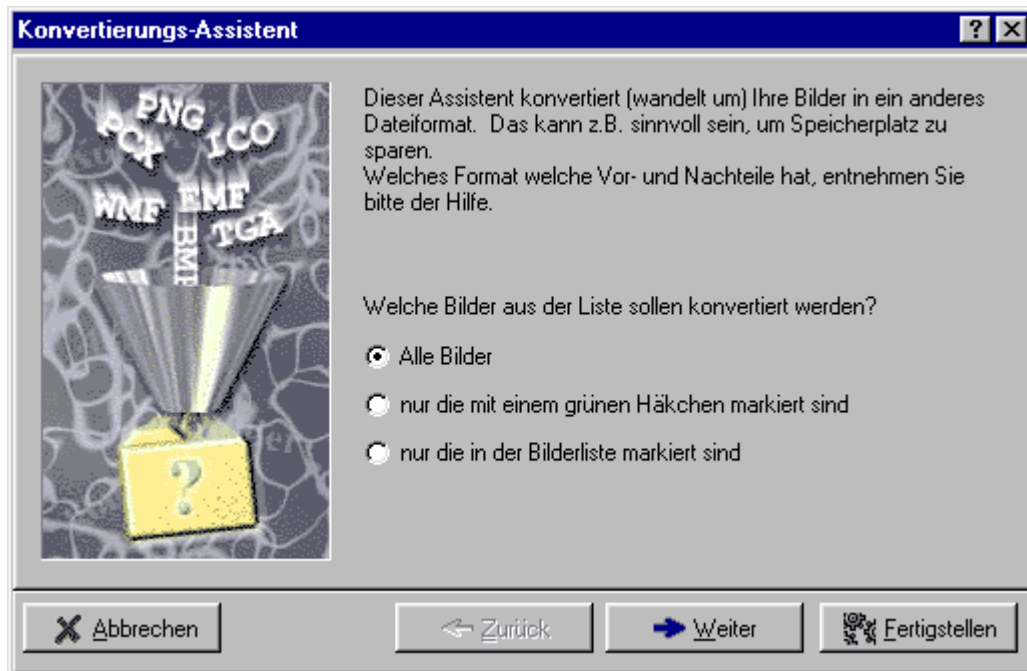 Konvertierungs-Assistent
PNG
PCX
ICO
WMF
EMF
TGA
BMP
?
Dieser Assistent konvertiert (wandelt um) Ihre Bilder in ein anderes
Dateiformat.  Das kann z.B. sinnvoll sein, um Speicherplatz zu
sparen.
Welches Format welche Vor- und Nachteile hat, entnehmen Sie
bitte der Hilfe.
Welche Bilder aus der Liste sollen konvertiert werden?
Alle Bilder
nur die mit einem grünen Häkchen markiert sind
nur die in der Bilderliste markiert sind
Abbrechen
Zurück
Weiter
Fertigstellen